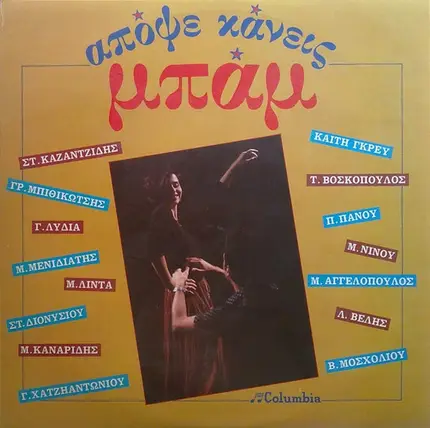 απόψε κάνεις
μπάμ
ΣΤ. ΚΑΖΑΝΤΖΙΔΗΣ
ΓΡ. ΜΠΙΘΙΚΩΤΣΗΣ
Γ. ΛΥΔΙΑ
Μ. ΜΕΝΙΔΙΑΤΗΣ
Μ. ΛΙΝΤΑ
ΣΤ. ΔΙΟΝΥΣΙΟΥ
Μ. ΚΑΝΑΡΙΔΗΣ
Γ. ΧΑΤΖΗΑΝΤΩΝΙΟΥ
ΚΑΙΤΗ ΓΚΡΕΥ
Τ. ΒΟΣΚΟΠΟΥΛΟΣ
Π. ΠΑΝΟΥ
Μ. ΝΙΝΟΥ
Μ. ΑΓΓΕΛΟΠΟΥΛΟΣ
Λ. ΒΕΛΗΣ
Β. ΜΟΣΧΟΛΙΟΥ
Columbia